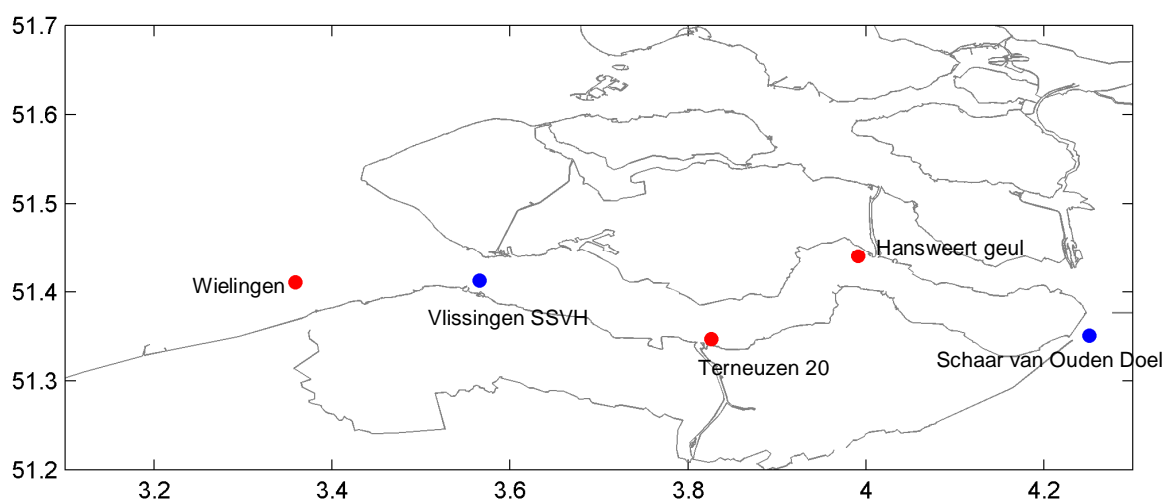 51.7
51.6
51.5
Hansweert geul
51.4
Wielingen
Vlissingen SSVH
51.3
Terneuzen 20
Schaar van Ouden Doel
51.2
3.2
3.4
3.6
3.8
4
4.2